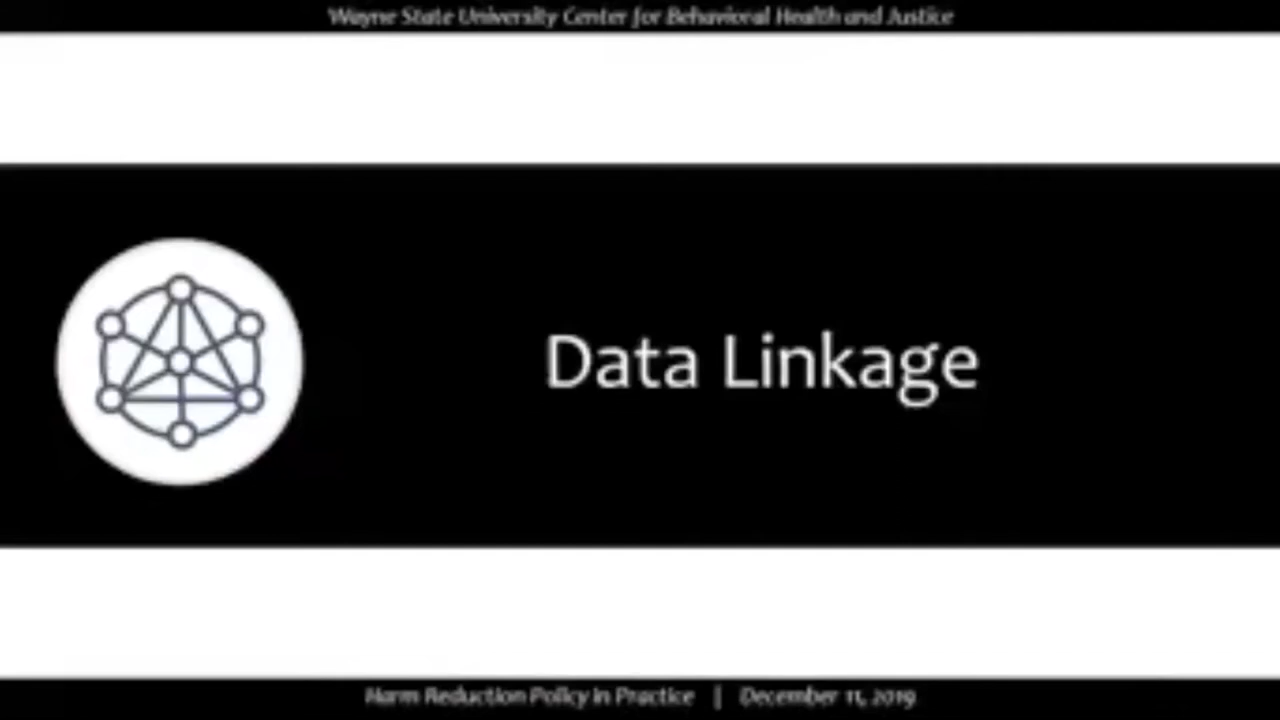 Wayne State University Center for Behavioral Health and Justice
Data Linkage
Harm Reduction Policy in Practice | December 11, 2019